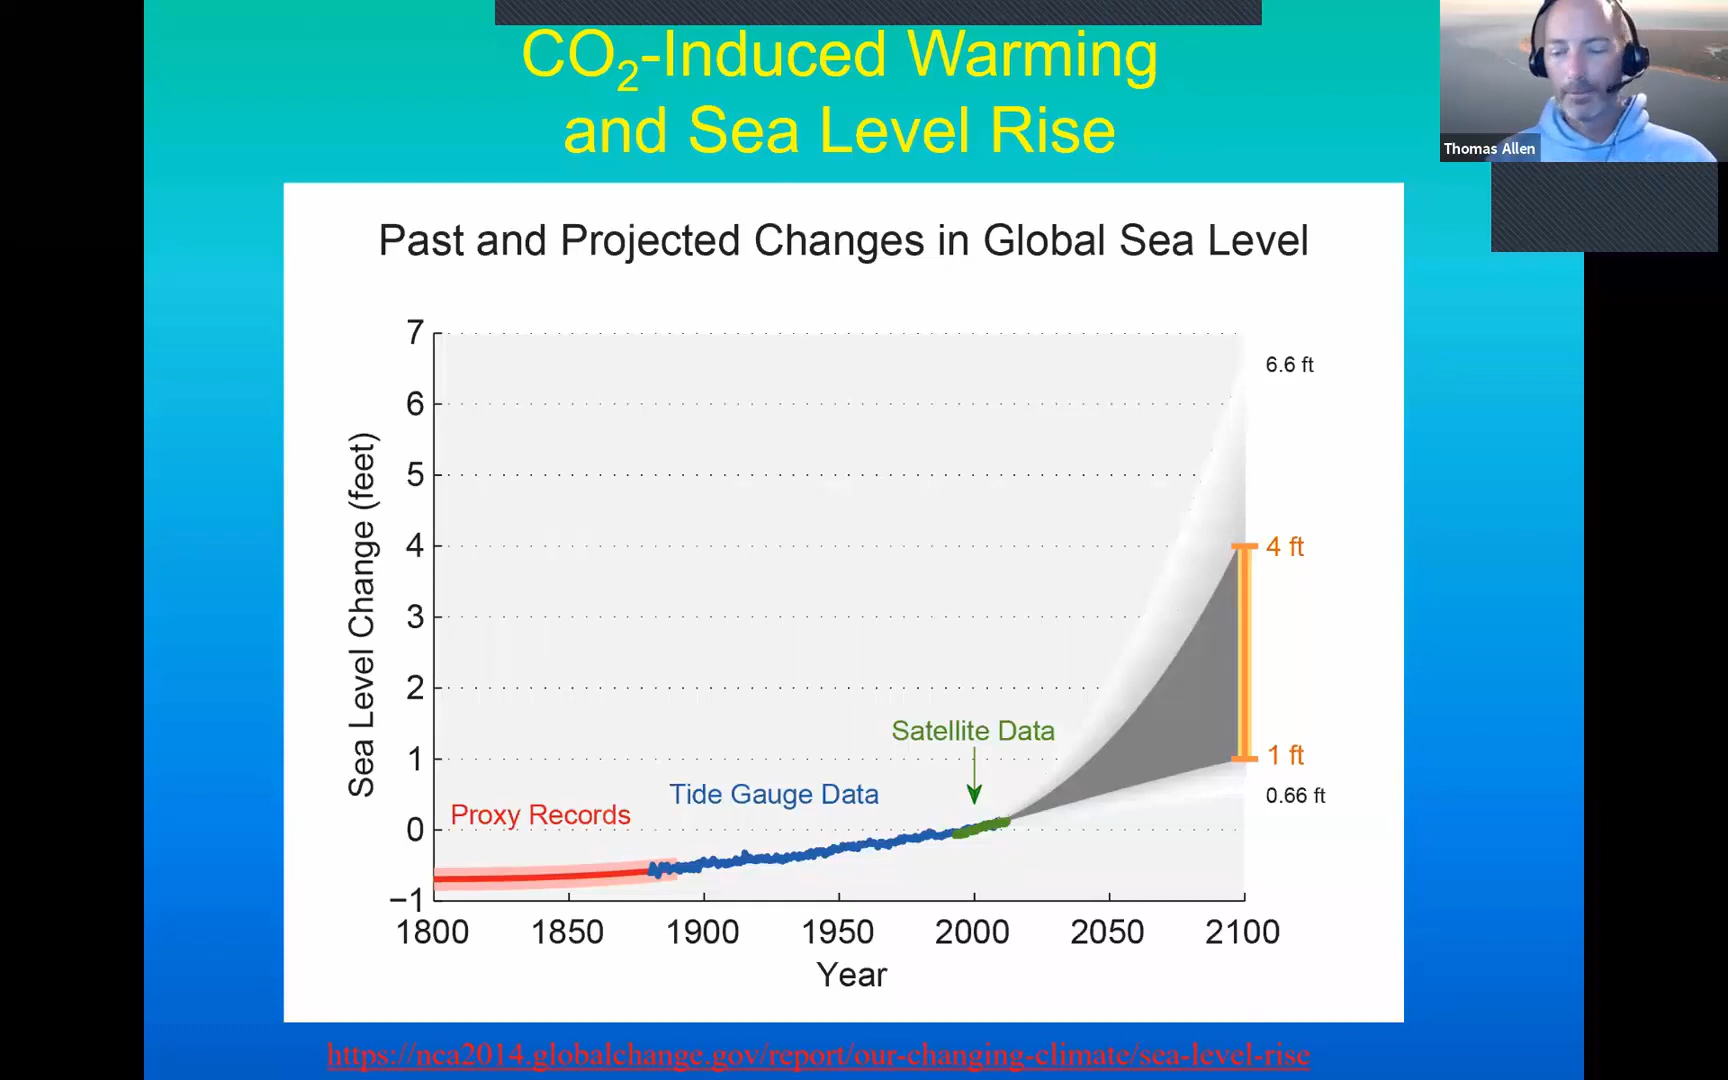 CO₂-Induced Warming
and Sea Level Rise
Thomas Allen
Past and Projected Changes in Global Sea Level
Sea Level Change (feet)
7
6
5
4
3
2
1
0
−1
6.6 ft
4 ft
1 ft
0.66 ft
Satellite Data
Tide Gauge Data
Proxy Records
1800 1850 1900 1950 2000 2050 2100
Year
https://nca2014.globalchange.gov/report/our-changing-climate/sea-level-rise